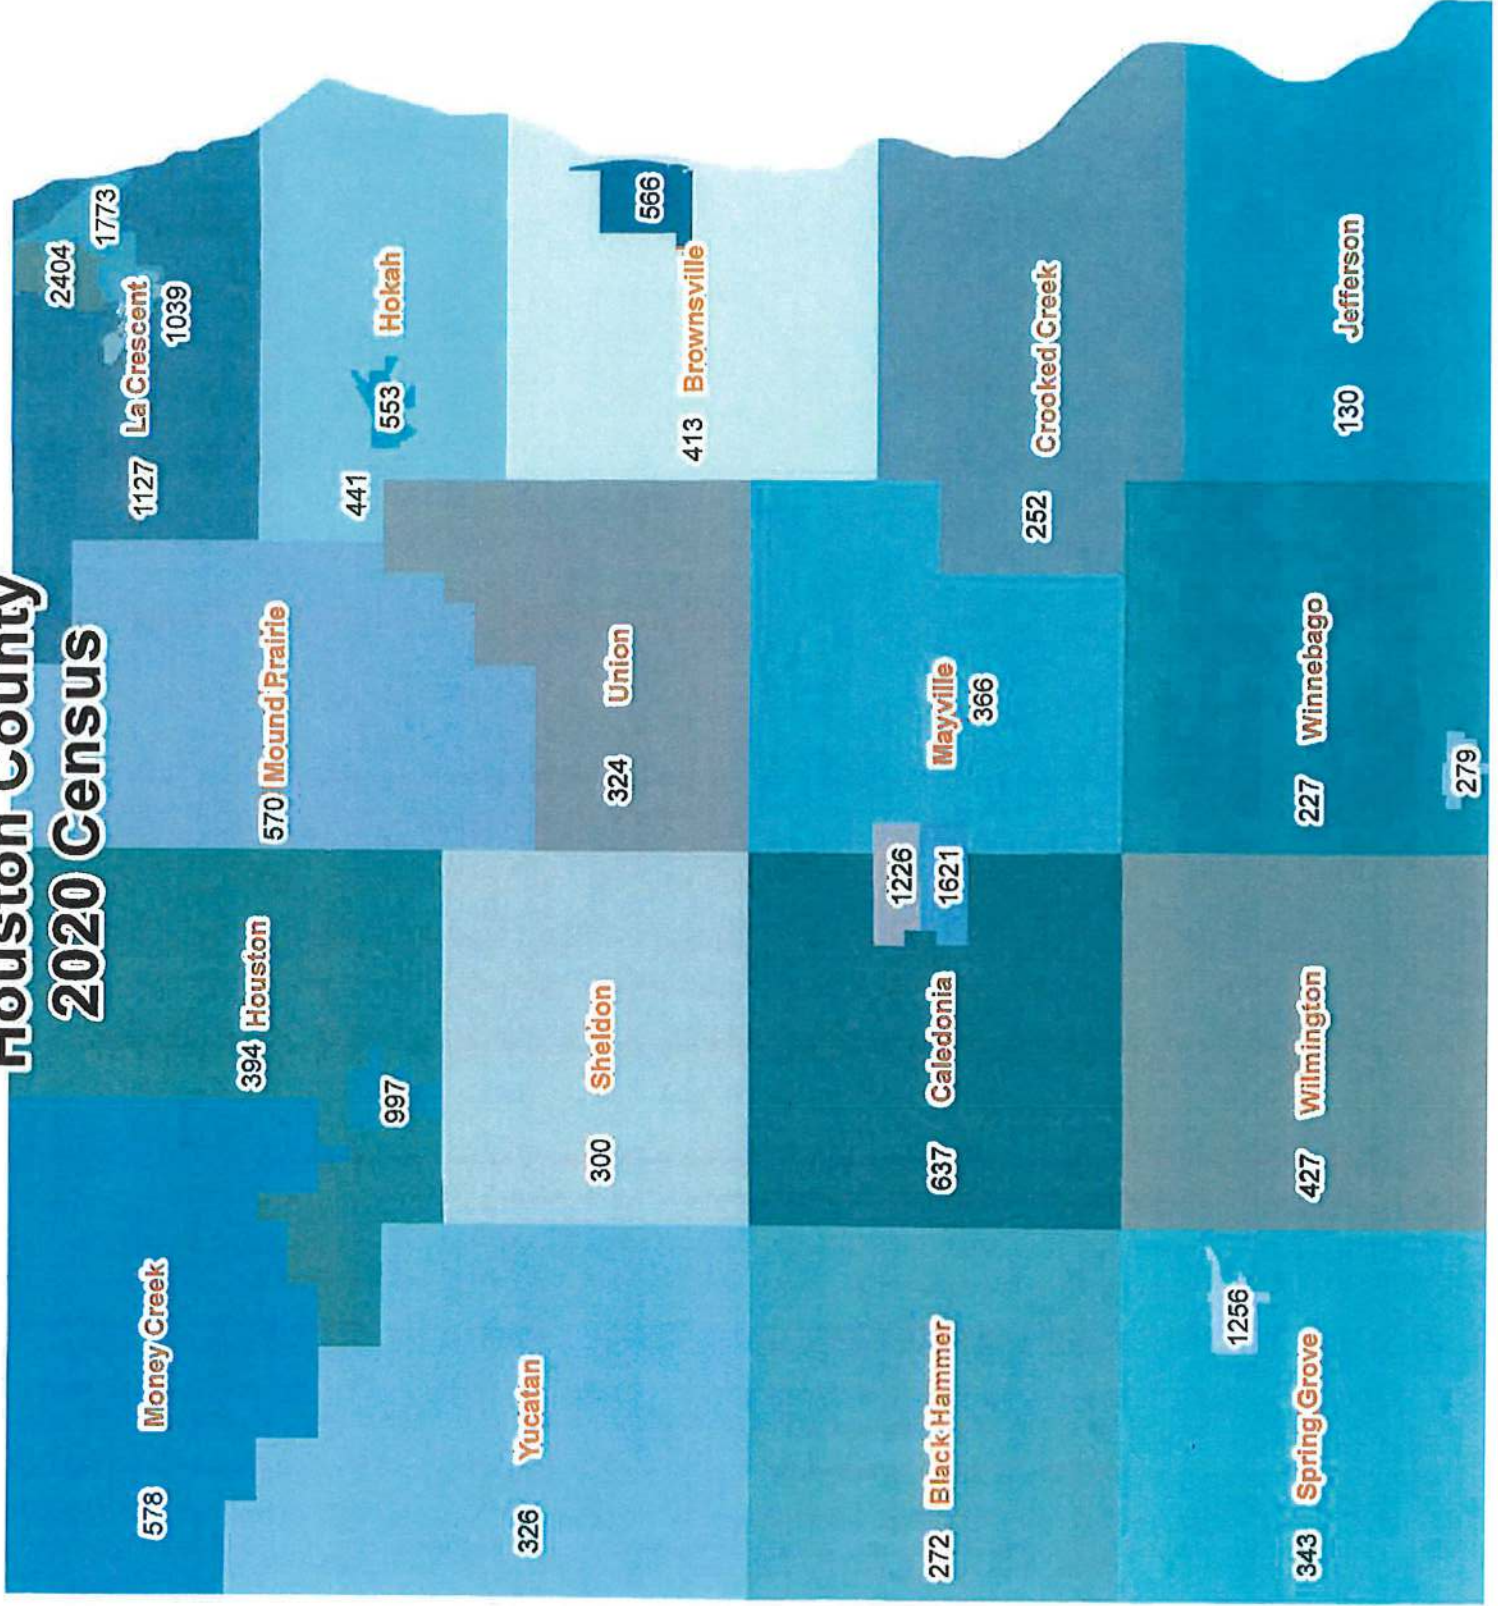 Houston County
2020 Census
2404
1773
1127 La Crescent
1039
578 Money Creek
394 Houston
570 Mound Prairie
441
553
Hokah
997
326 Yucatan
300 Sheldon
324 Union
566
413 Brownsville
1226
1621
272 Black Hammer
637 Caledonia
Mayville
366
252 Crooked Creek
1256
343 Spring Grove
427 Wilmington
227 Winnebago
130 Jefferson
279